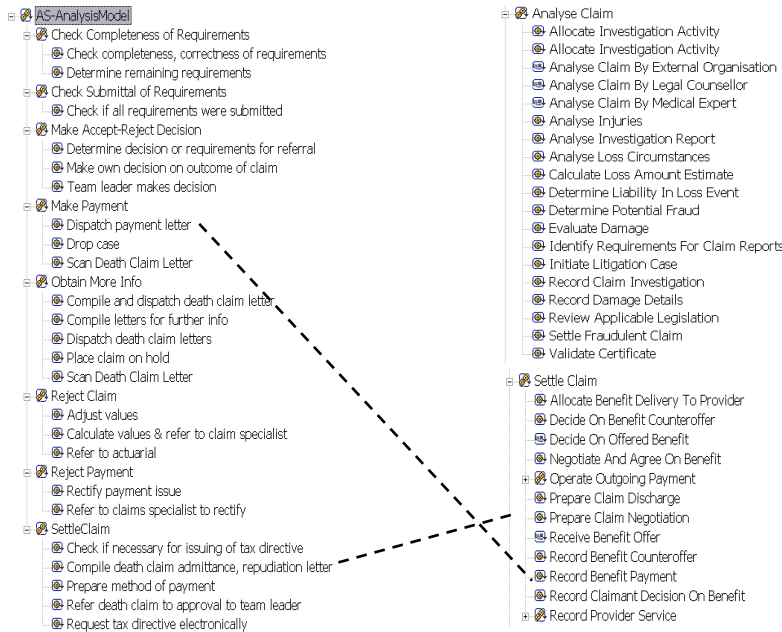 AS-AnalysisModel
Check Completeness of Requirements
Check completeness, correctness of requirements
Determine remaining requirements
Check Submittal of Requirements
Check if all requirements were submitted
Make Accept-Reject Decision
Determine decision or requirements for referral
Make own decision on outcome of claim
Team leader makes decision
Make Payment
Dispatch payment letter
Drop case
Scan Death Claim Letter
Obtain More Info
Compile and dispatch death claim letter
Compile letters for further info
Dispatch death claim letters
Place claim on hold
Scan Death Claim Letter
Reject Claim
Adjust values
Calculate values & refer to claim specialist
Refer to actuarial
Reject Payment
Rectify payment issue
Refer to claims specialist to rectify
SettleClaim
Check if necessary for issuing of tax directive
Compile death claim admittance, repudiation letter
Prepare method of payment
Refer death claim to approval to team leader
Request tax directive electronically
Analyse Claim
Allocate Investigation Activity
Allocate Investigation Activity
Analyse Claim By External Organisation
Analyse Claim By Legal Counsellor
Analyse Claim By Medical Expert
Analyse Injuries
Analyse Investigation Report
Analyse Loss Circumstances
Calculate Loss Amount Estimate
Determine Liability In Loss Event
Determine Potential Fraud
Evaluate Damage
Identify Requirements For Claim Reports
Initiate Litigation Case
Record Claim Investigation
Record Damage Details
Review Applicable Legislation
Settle Fraudulent Claim
Validate Certificate
Settle Claim
Allocate Benefit Delivery To Provider
Decide On Benefit Counteroffer
Decide On Offered Benefit
Negotiate And Agree On Benefit
Operate Outgoing Payment
Prepare Claim Discharge
Prepare Claim Negotiation
Receive Benefit Offer
Record Benefit Counteroffer
Record Benefit Payment
Record Claimant Decision On Benefit
Record Provider Service